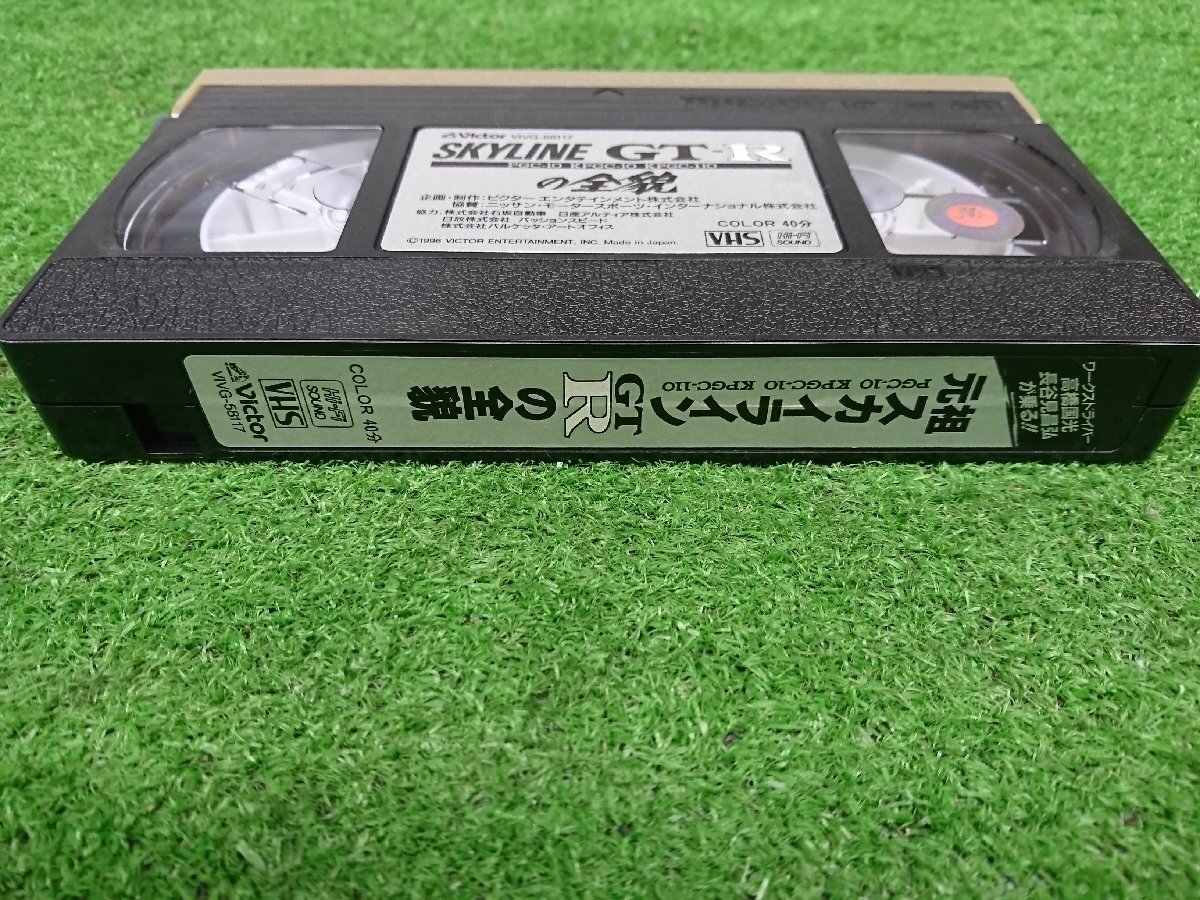 Victor VIVG-58117
SKYLINE GT-R
PGC-10 KPGC-10 KPGC-110
の全貌
企画・制作:ビクター エンタテインメント株式会社
協賛:ニッサン・モータースポーツ・インターナショナル株式会社
協力:株式会社石坂自動車 日産アルティア株式会社
日放株式会社 パッションスピード
株式会社バルケッタ・アートオフィス
COLOR 40分
VHS
SOUND
©1996 VICTOR ENTERTAINMENT, INC. Made in Japan.
ワークスドライバー
高橋国光
長谷見昌弘
が乗る!!
元祖スカイライン
PGC-10 KPGC-10 KPGC-110
GT
Rの全貌
COLOR 40分
SOUND
VHS
Victor
VIVG-58117